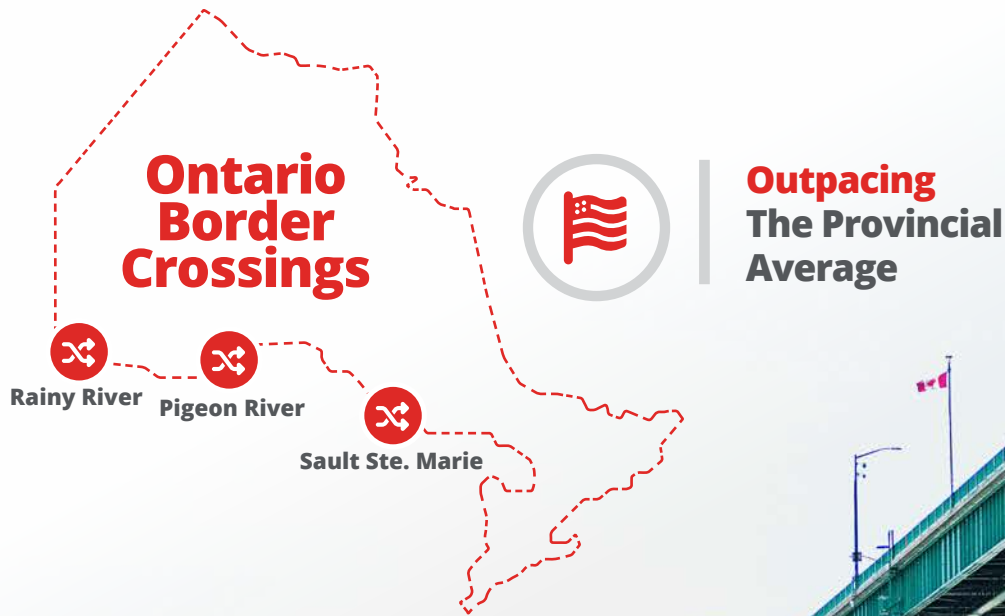 Ontario
Border
Crossings
Outpacing
The Provincial
Average
Rainy River
Pigeon River
Sault Ste. Marie